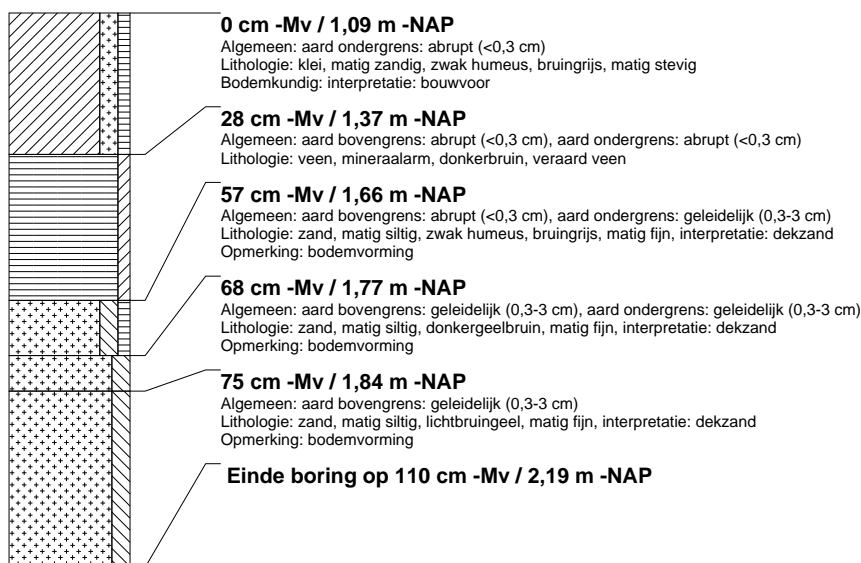 0 cm -Mv / 1,09 m -NAP
Algemeen: aard ondergrens: abrupt (<0,3 cm)
Lithologie: klei, matig zandig, zwak humeus, bruingrijs, matig stevig
Bodemkundig: interpretatie: bouwvoor
28 cm -Mv / 1,37 m -NAP
Algemeen: aard bovengrens: abrupt (<0,3 cm), aard ondergrens: abrupt (<0,3 cm)
Lithologie: veen, mineraalarm, donkerbruin, veraard veen
57 cm -Mv / 1,66 m -NAP
Algemeen: aard bovengrens: abrupt (<0,3 cm), aard ondergrens: geleidelijk (0,3-3 cm)
Lithologie: zand, matig siltig, zwak humeus, bruingrijs, matig fijn, interpretatie: dekzand
Opmerking: bodemvorming
68 cm -Mv / 1,77 m -NAP
Algemeen: aard bovengrens: geleidelijk (0,3-3 cm), aard ondergrens: geleidelijk (0,3-3 cm)
Lithologie: zand, matig siltig, donkergeelbruin, matig fijn, interpretatie: dekzand
Opmerking: bodemvorming
75 cm -Mv / 1,84 m -NAP
Algemeen: aard bovengrens: geleidelijk (0,3-3 cm)
Lithologie: zand, matig siltig, lichtbruingeel, matig fijn, interpretatie: dekzand
Opmerking: bodemvorming
Einde boring op 110 cm -Mv / 2,19 m -NAP